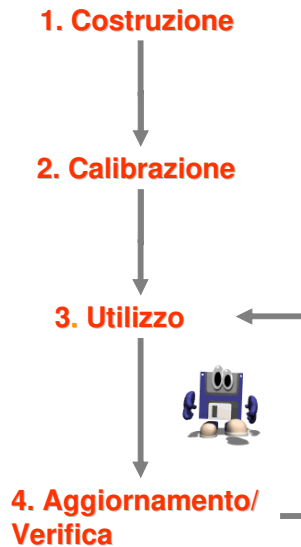 1. Costruzione
2. Calibrazione
3. Utilizzo
4. Aggiornamento/
Verifica